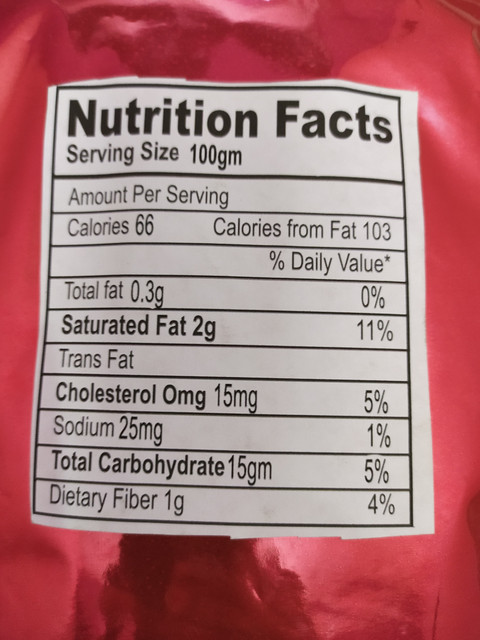 Nutrition Facts
Serving Size 100gm
Amount Per Serving
Calories 66 Calories from Fat 103
% Daily Value*
Total fat 0.3g 0%
Saturated Fat 2g 11%
Trans Fat
Cholesterol Omg 15mg 5%
Sodium 25mg 1%
Total Carbohydrate 15gm 5%
Dietary Fiber 1g 4%